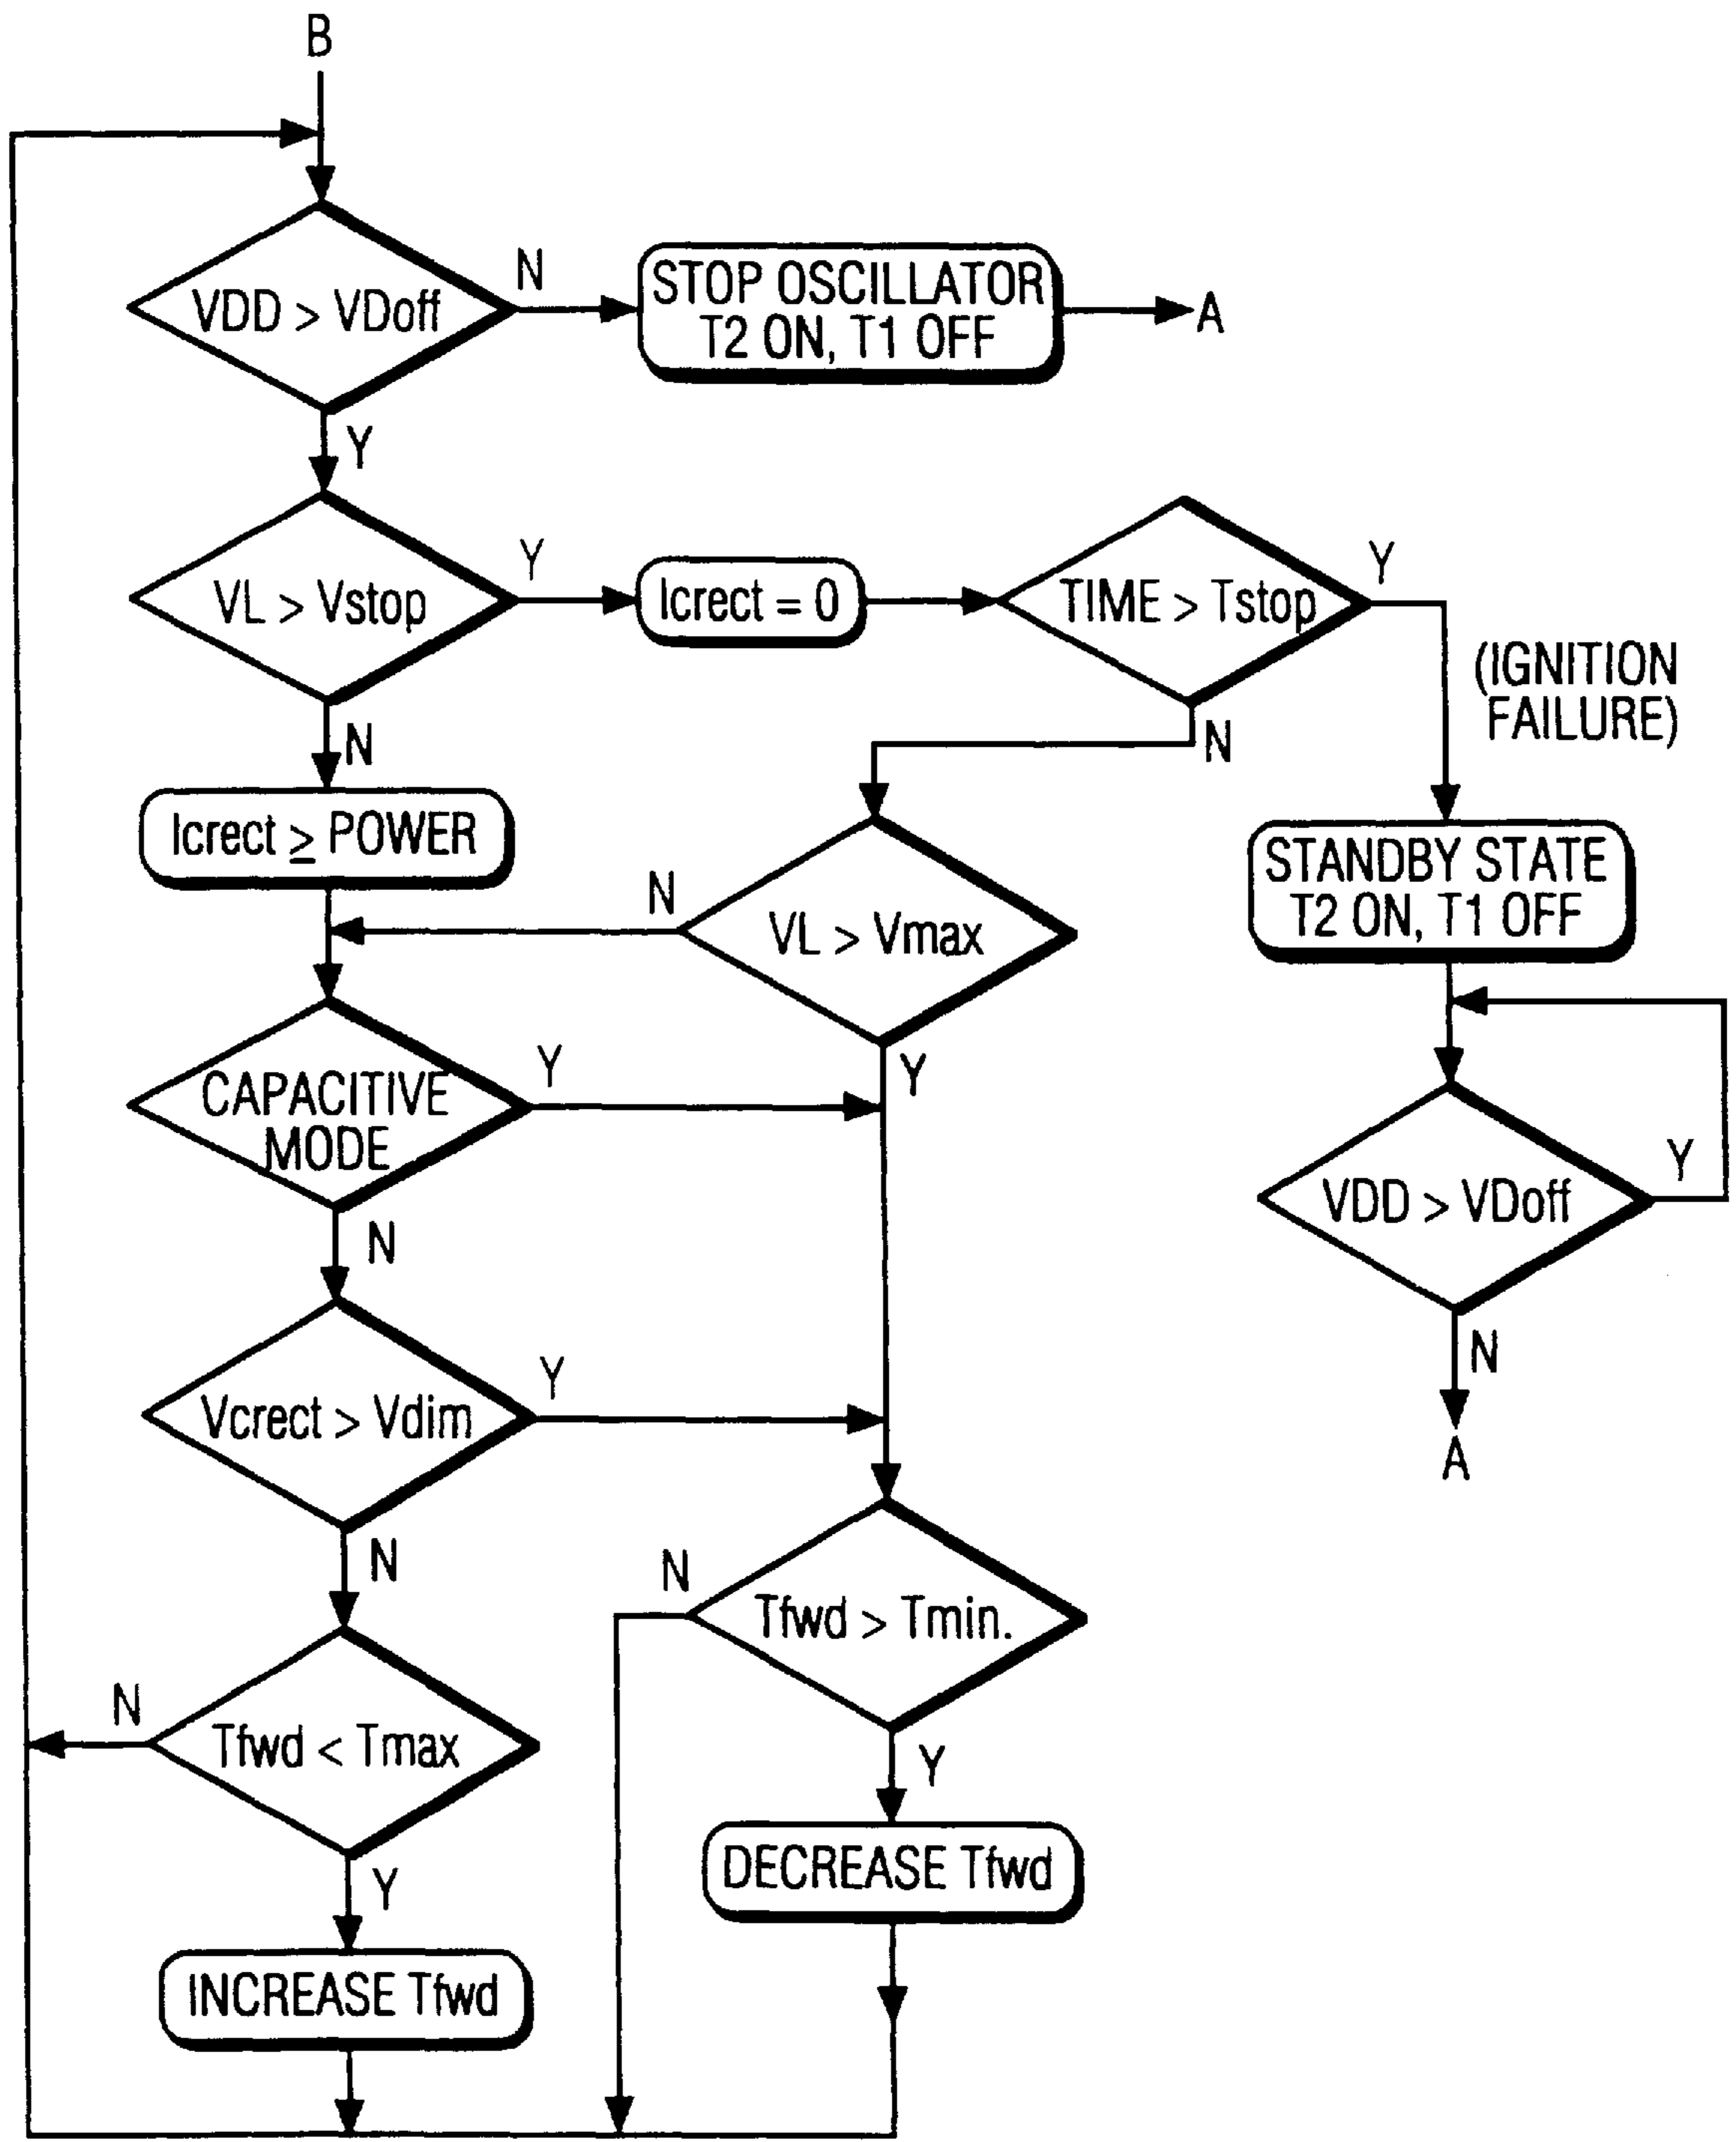 B
VDD > VDoff
N
STOP OSCILLATOR
T2 ON, T1 OFF
A
Y
VL > Vstop
Y
Icrect = 0
TIME > Tstop
Y
(IGNITION
FAILURE)
N
N
Icrect ≥ POWER
N
VL > Vmax
STANDBY STATE
T2 ON, T1 OFF
CAPACITIVE
MODE
Y
Y
VDD > VDoff
Y
N
N
A
Vcrect > Vdim
Y
N
N
Tfwd > Tmin.
N
Tfwd < Tmax
Y
DECREASE Tfwd
Y
INCREASE Tfwd